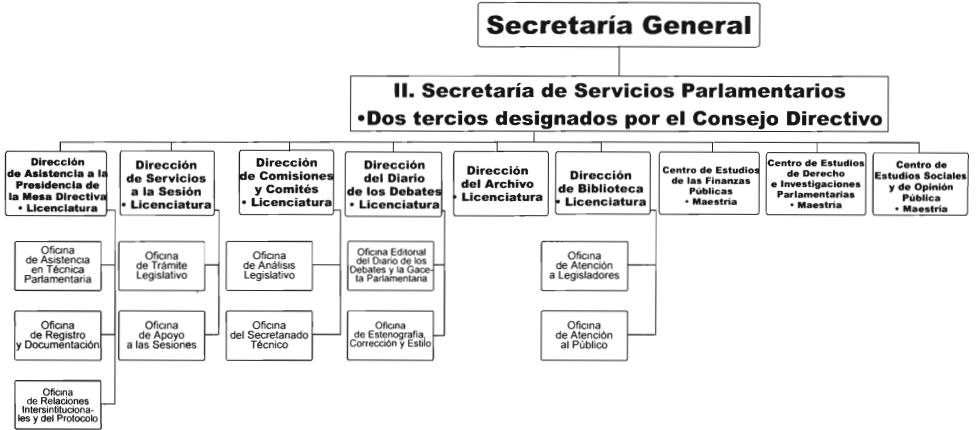 Secretaría General
II. Secretaría de Servicios Parlamentarios
•Dos tercios designados por el Consejo Directivo
Dirección
de Asistencia a la
Presidencia de
la Mesa Directiva
• Licenciatura
Dirección
de Servicios
a la Sesión
• Licenciatura
Dirección
de Comisiones
y Comités
• Licenciatura
Dirección
del Diario
de los Debates
• Licenciatura
Dirección
del Archivo
• Licenciatura
Dirección
de Biblioteca
• Licenciatura
Centro de Estudios
de las Finanzas
Públicas
• Maestría
Centro de Estudios
de Derecho
e Investigaciones
Parlamentarias
• Maestría
Centro de
Estudios Sociales
y de Opinión
Pública
• Maestría
Oficina
de Asistencia
en Técnica
Parlamentaria
Oficina
de Trámite
Legislativo
Oficina
de Análisis
Legislativo
Oficina Editorial
del Diario de los
Debates y la Gace-
ta Parlamentaria
Oficina
de Atención
a Legisladores
Oficina
de Registro
y Documentación
Oficina
de Apoyo
a las Sesiones
Oficina
del Secretanado
Técnico
Oficina
de Estenografía,
Corrección y Estilo
Oficina
de Atención
al Público
Oficina
de Relaciones
Intersintituciona-
les y del Protocolo